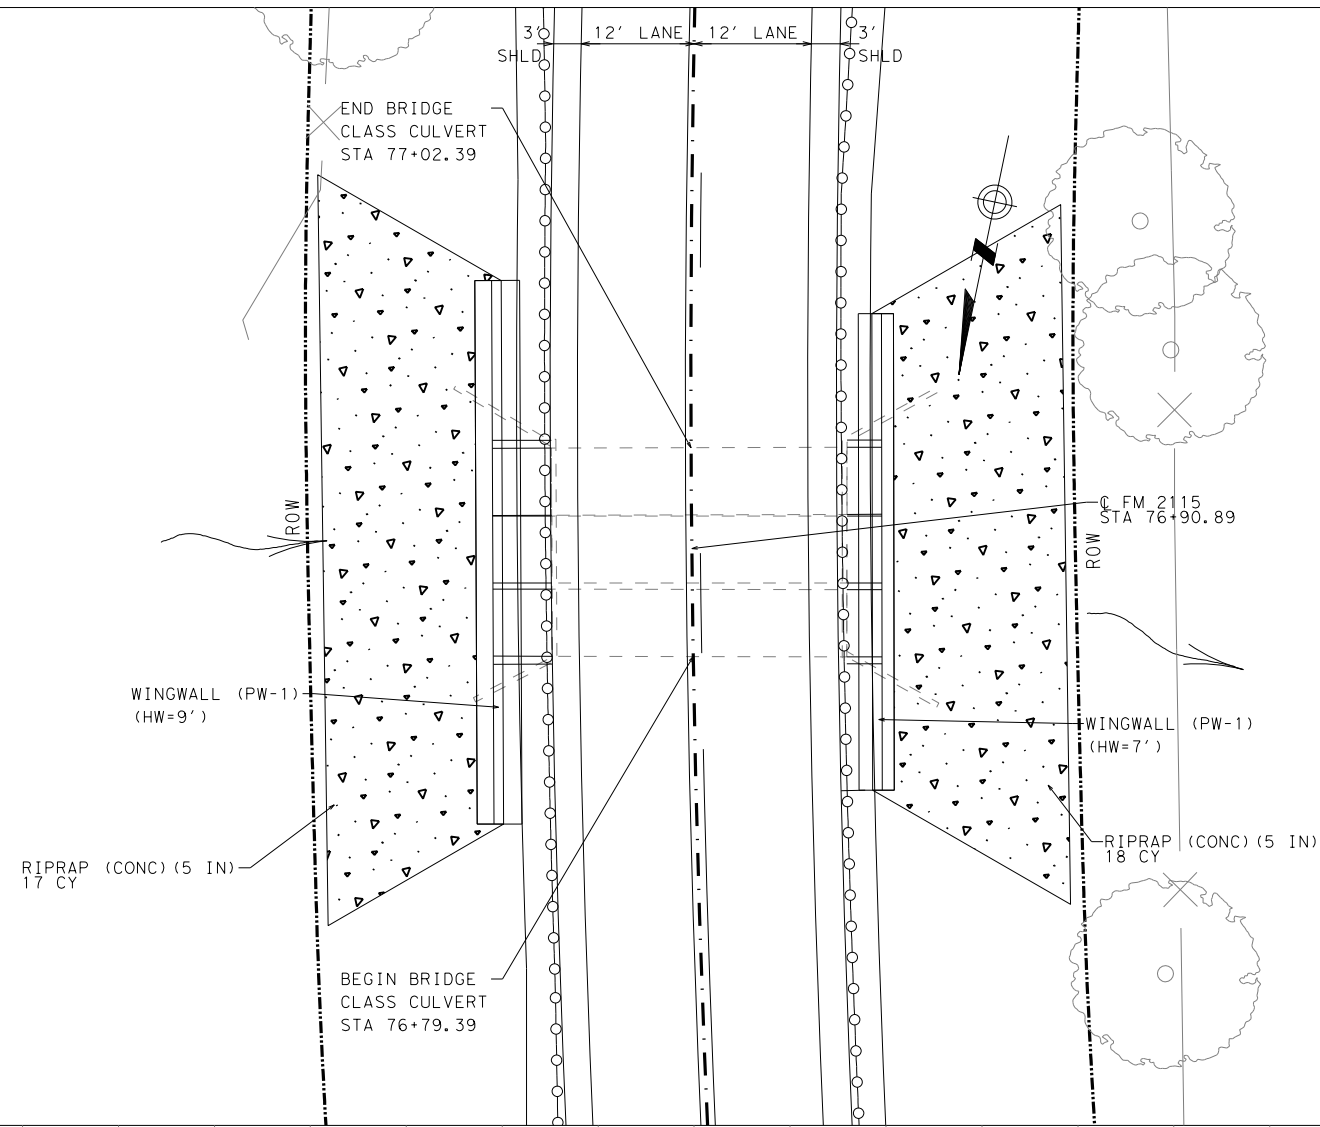 3' 12' LANE 12' LANE 3'
SHLD SHLD
END BRIDGE
CLASS CULVERT
STA 77+02.39
ROW
℄ FM 2115
STA 76+90.89
ROW
WINGWALL (PW-1)
(HW=9')
WINGWALL (PW-1)
(HW=7')
RIPRAP (CONC)(5 IN)
17 CY
RIPRAP (CONC)(5 IN)
18 CY
BEGIN BRIDGE
CLASS CULVERT
STA 76+79.39